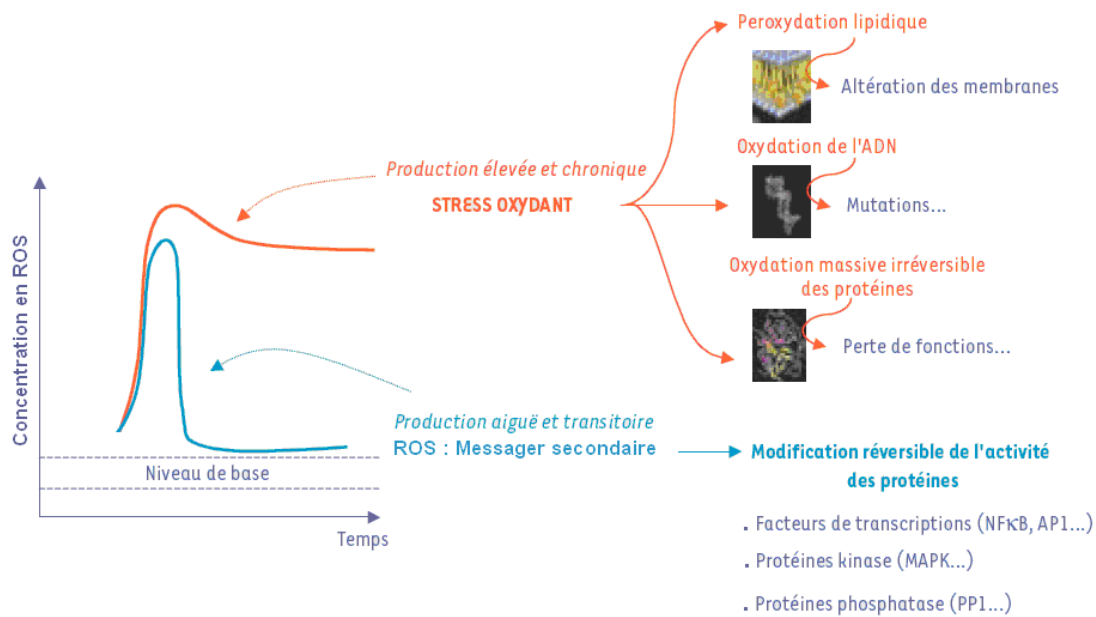 Peroxydation lipidique
Altération des membranes
Oxydation de l'ADN
Production élevée et chronique
STRESS OXYDANT
Mutations...
Oxydation massive irréversible
des protéines
Perte de fonctions...
Concentration en ROS
Production aiguë et transitoire
ROS : Messager secondaire
Modification réversible de l'activité
des protéines
Niveau de base
Temps
. Facteurs de transcriptions (NFκB, AP1...)
. Protéines kinase (MAPK...)
. Protéines phosphatase (PP1...)